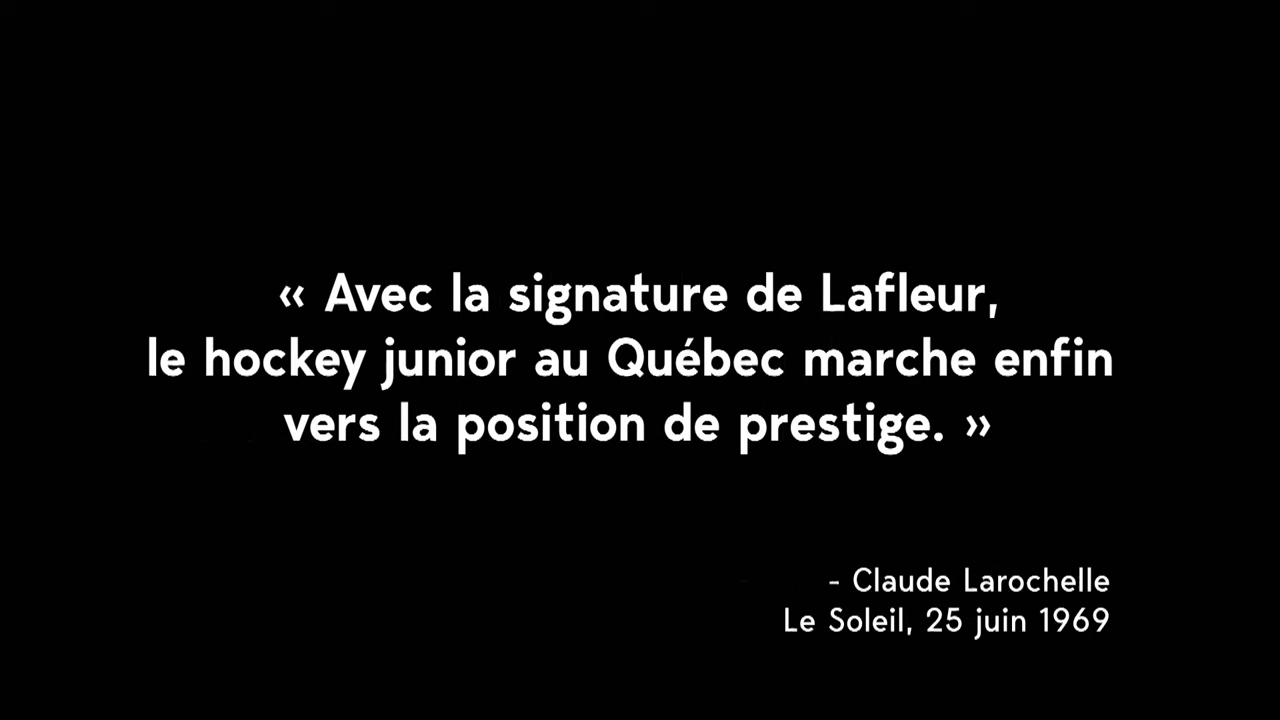 « Avec la signature de Lafleur,
le hockey junior au Québec marche enfin
vers la position de prestige. »
- Claude Larochelle
Le Soleil, 25 juin 1969